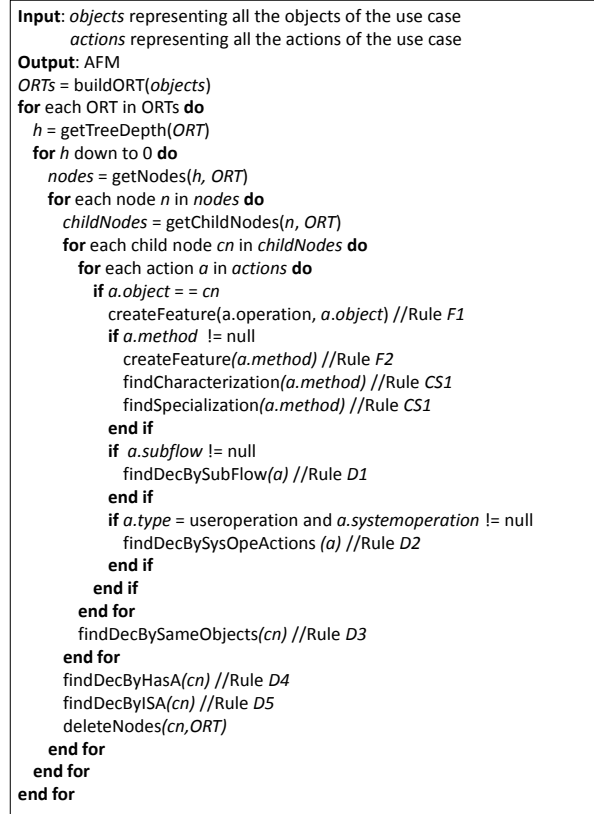 Input: objects representing all the objects of the use case
actions representing all the actions of the use case
Output: AFM
ORTs = buildORT(objects)
for each ORT in ORTs do
h = getTreeDepth(ORT)
for h down to 0 do
nodes = getNodes(h, ORT)
for each node n in nodes do
childNodes = getChildNodes(n, ORT)
for each child node cn in childNodes do
for each action a in actions do
if a.object = = cn
createFeature(a.operation, a.object) //Rule F1
if a.method != null
createFeature(a.method) //Rule F2
findCharacterization(a.method) //Rule CS1
findSpecialization(a.method) //Rule CS1
end if
if a.subflow != null
findDecBySubFlow(a) //Rule D1
end if
if a.type = useroperation and a.systemoperation != null
findDecBySysOpeActions (a) //Rule D2
end if
end if
end for
findDecBySameObjects(cn) //Rule D3
end for
findDecByHasA(cn) //Rule D4
findDecByISA(cn) //Rule D5
deleteNodes(cn,ORT)
end for
end for
end for